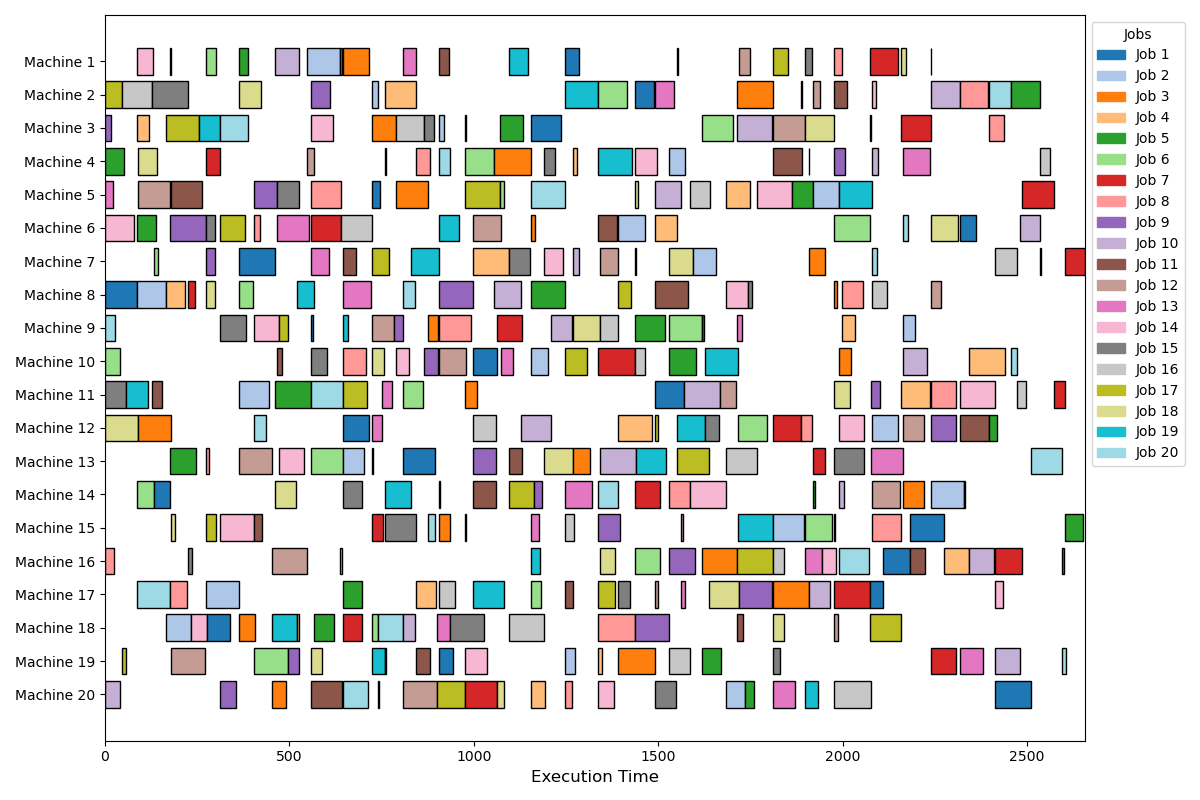 Machine 1
Machine 2
Machine 3
Machine 4
Machine 5
Machine 6
Machine 7
Machine 8
Machine 9
Machine 10
Machine 11
Machine 12
Machine 13
Machine 14
Machine 15
Machine 16
Machine 17
Machine 18
Machine 19
Machine 20
0 500 1000 1500 2000 2500
Execution Time
Jobs
Job 1
Job 2
Job 3
Job 4
Job 5
Job 6
Job 7
Job 8
Job 9
Job 10
Job 11
Job 12
Job 13
Job 14
Job 15
Job 16
Job 17
Job 18
Job 19
Job 20